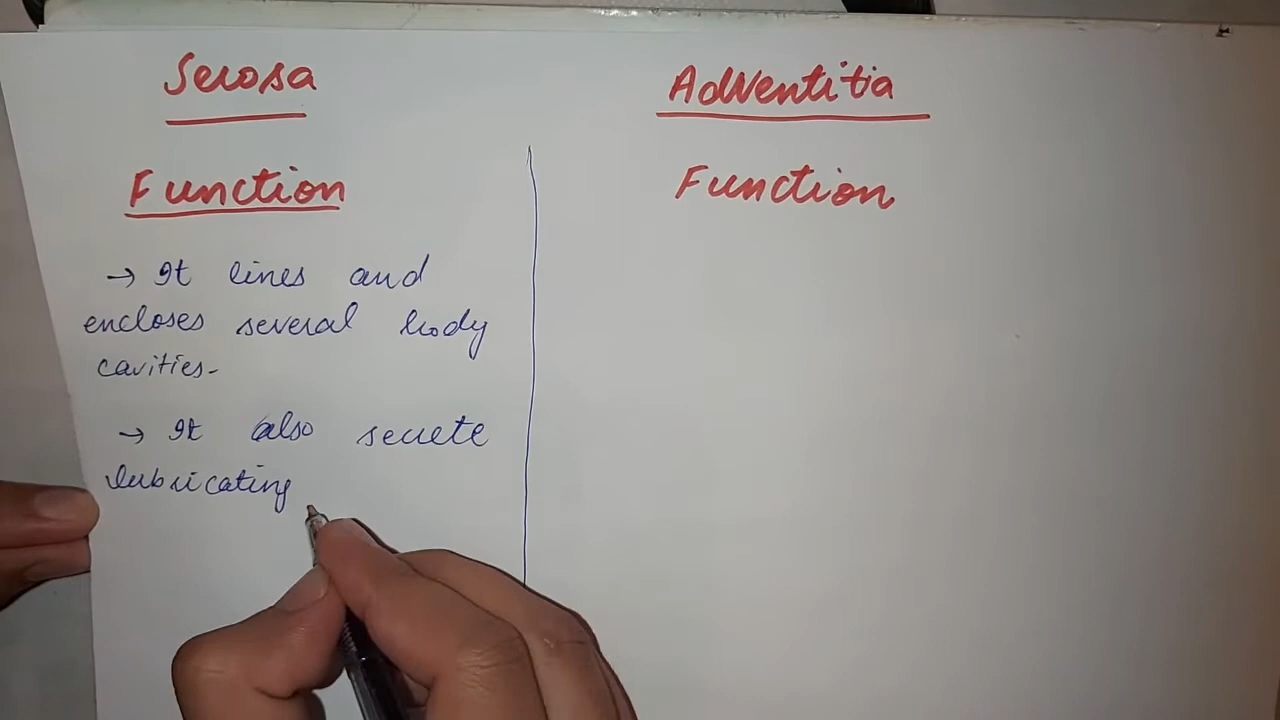 Serosa
Adventitia
Function
Function
→ It lines and
encloses several body
cavities.
→ It also secrete
lubricating